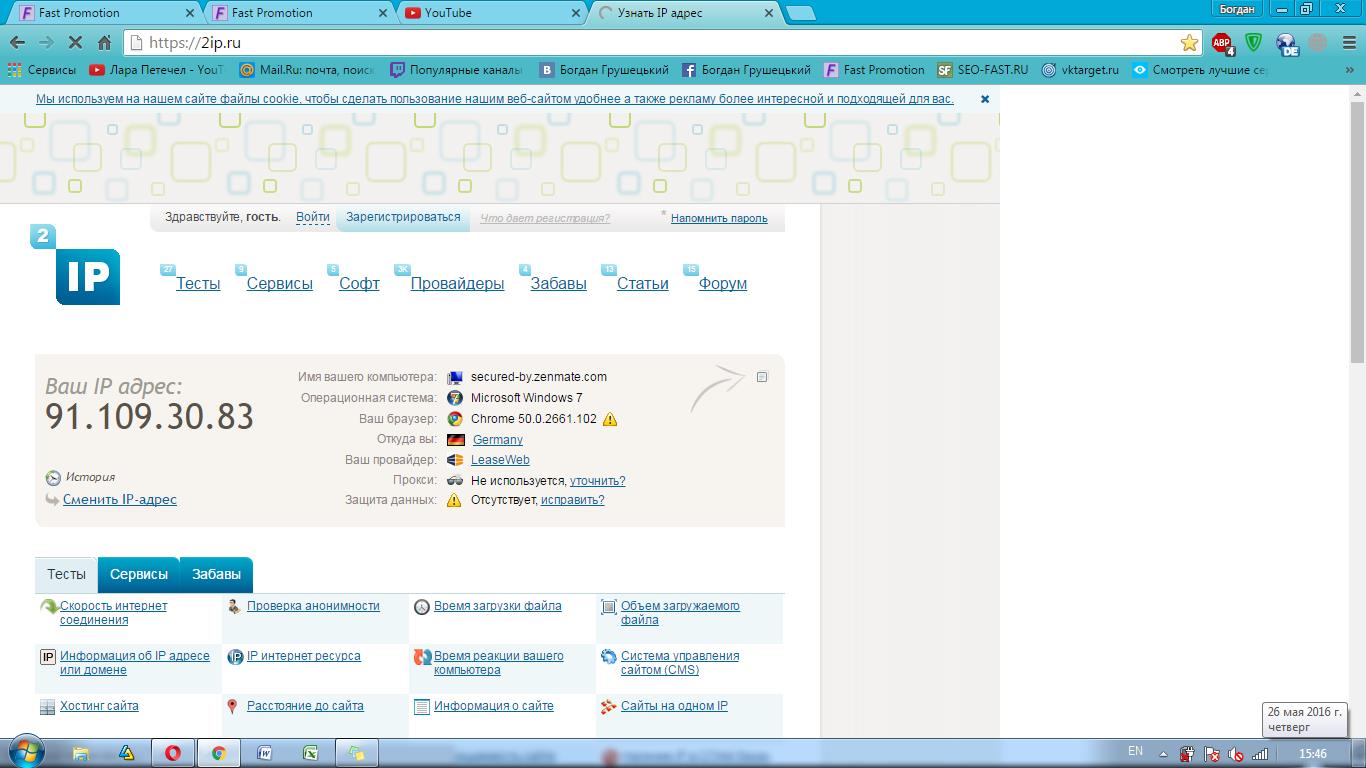 Fast Promotion
Fast Promotion
YouTube
Узнать IP адрес
Богдан
https://2ip.ru
ABP
4
DE
Сервисы
Лара Петечел - YouT
Mail.Ru: почта, поиск
Популярные каналы
Богдан Грушецький
Богдан Грушецький
Fast Promotion
SF SEO-FAST.RU
vktarget.ru
Смотреть лучшие се
»
Мы используем на нашем сайте файлы cookie, чтобы сделать пользование нашим веб-сайтом удобнее а также рекламу более интересной и подходящей для вас.
Здравствуйте, гость. Войти Зарегистрироваться Что дает регистрация? * Напомнить пароль
2
IP
27 Тесты
9 Сервисы
5 Софт
3K Провайдеры
4 Забавы
13 Статьи
15 Форум
Ваш IP адрес:
91.109.30.83
История
Сменить IP-адрес
Имя вашего компьютера: secured-by.zenmate.com
Операционная система: Microsoft Windows 7
Ваш браузер: Chrome 50.0.2661.102
Откуда вы: Germany
Ваш провайдер: LeaseWeb
Прокси: Не используется, уточнить?
Защита данных: Отсутствует, исправить?
Тесты Сервисы Забавы
Скорость интернет
соединения
Проверка анонимности
Время загрузки файла
Объем загружаемого
файла
IP Информация об IP адресе
или домене
IP IP интернет ресурса
Время реакции вашего
компьютера
Система управления
сайтом (CMS)
Хостинг сайта
Расстояние до сайта
Информация о сайте
Сайты на одном IP
26 мая 2016 г.
четверг
EN
15:46